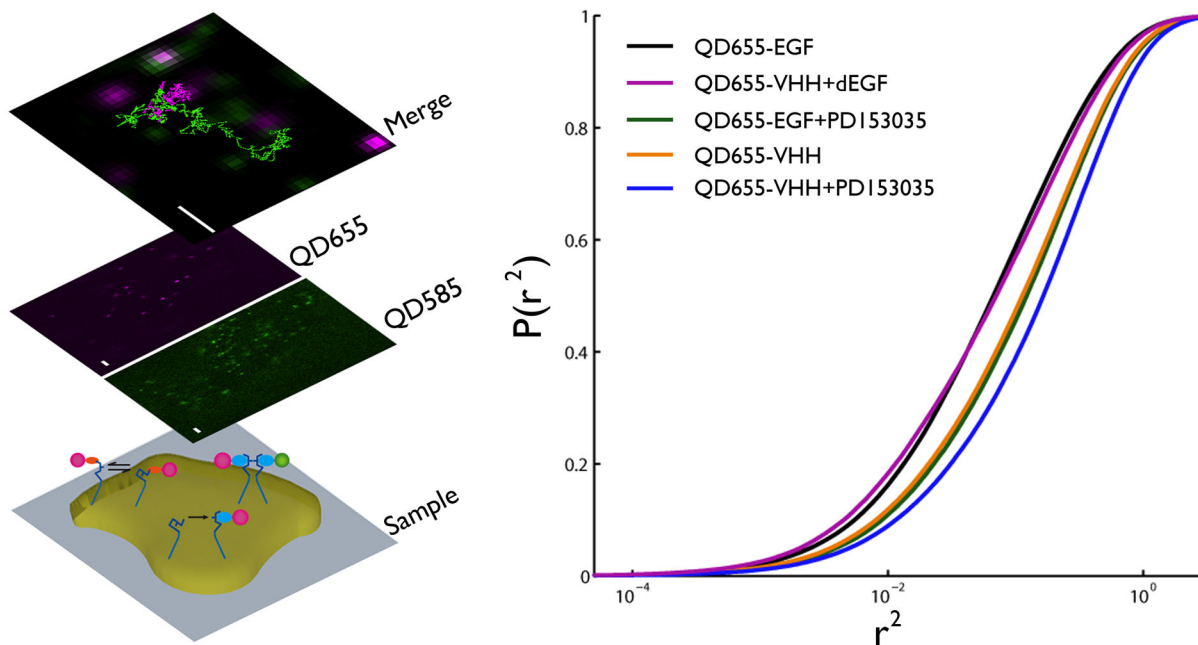 Merge
QD655
QD585
Sample
QD655-EGF
QD655-VHH+dEGF
QD655-EGF+PD153035
QD655-VHH
QD655-VHH+PD153035
P(r²)
1
0.8
0.6
0.4
0.2
0
10⁻⁴
10⁻²
10⁰
r²